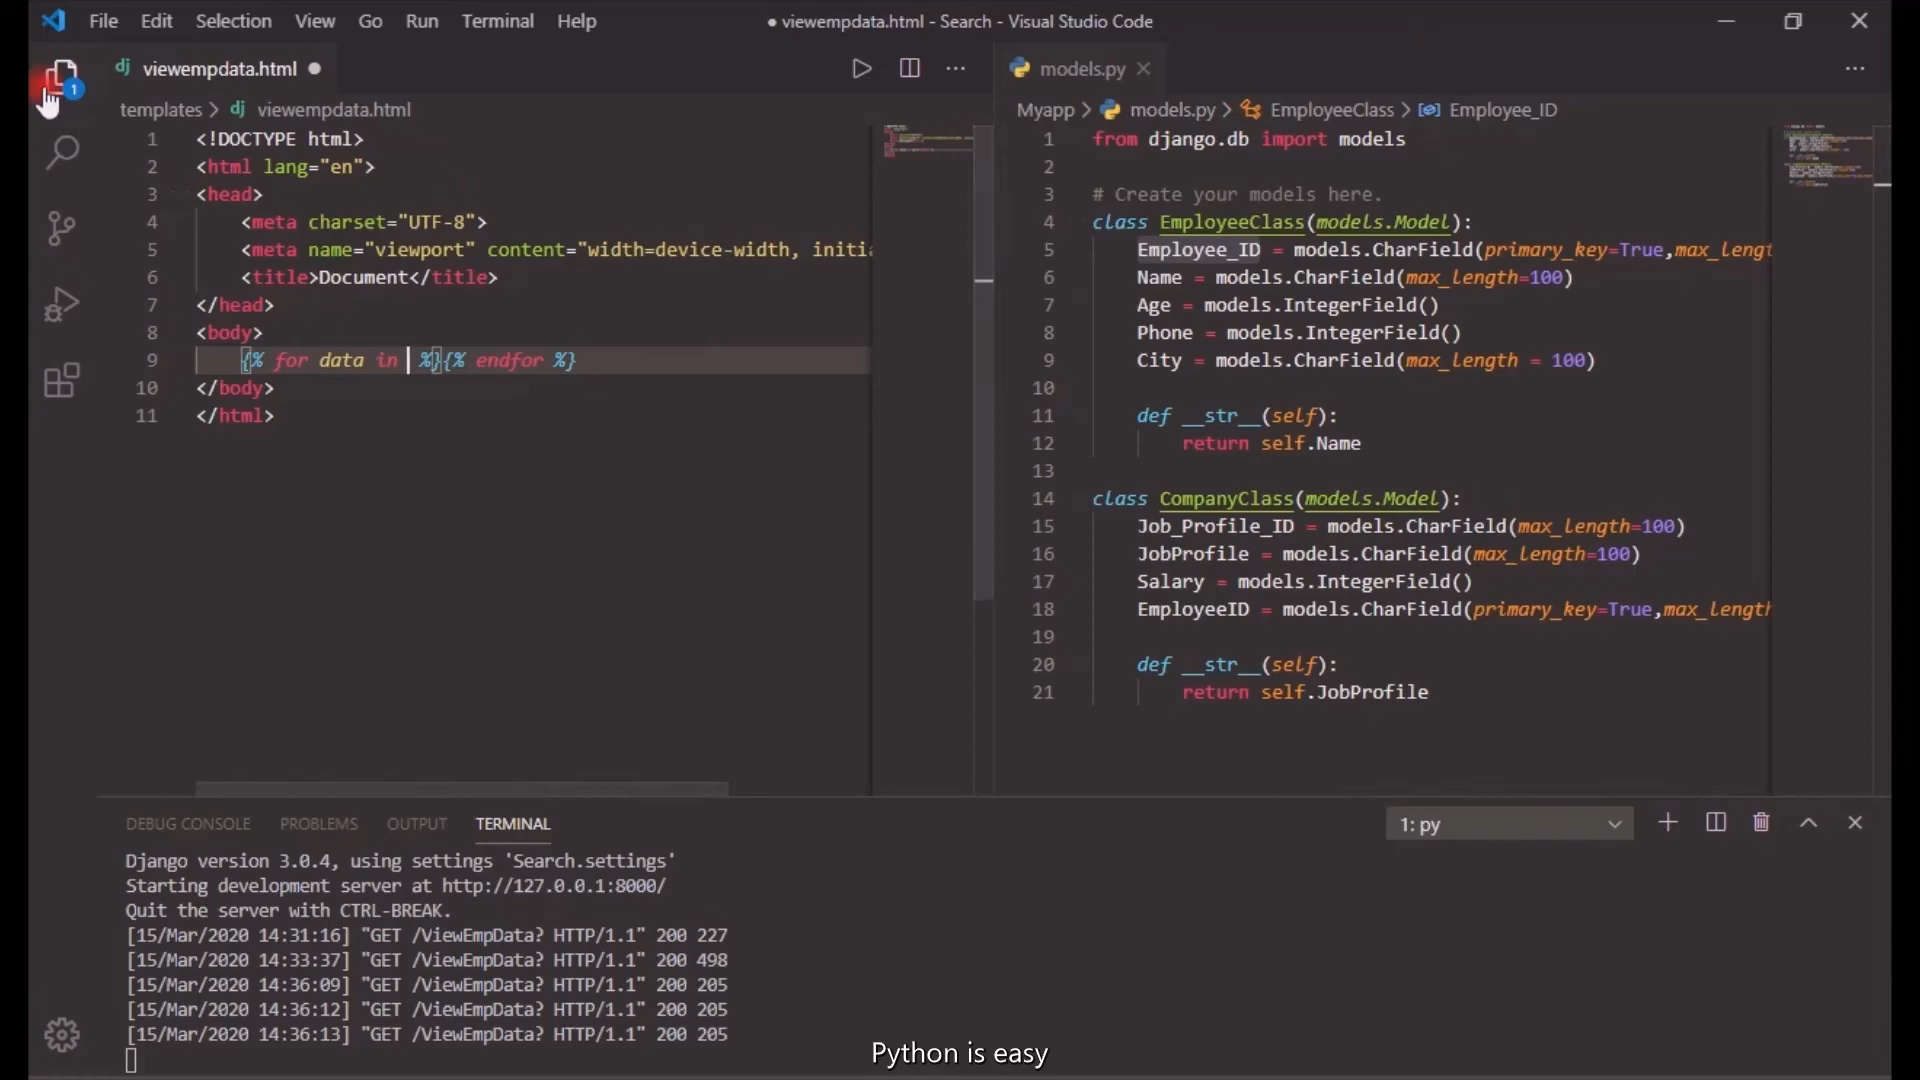 File Edit Selection View Go Run Terminal Help
● viewempdata.html - Search - Visual Studio Code
1
dj viewempdata.html
templates > dj viewempdata.html
1 <!DOCTYPE html>
2 <html lang="en">
3 <head>
4 <meta charset="UTF-8">
5 <meta name="viewport" content="width=device-width, initia
6 <title>Document</title>
7 </head>
8 <body>
9 {% for data in %}{% endfor %}
10 </body>
11 </html>
models.py
Myapp > models.py > EmployeeClass > Employee_ID
1 from django.db import models
2
3 # Create your models here.
4 class EmployeeClass(models.Model):
5 Employee_ID = models.CharField(primary_key=True,max_lengt
6 Name = models.CharField(max_length=100)
7 Age = models.IntegerField()
8 Phone = models.IntegerField()
9 City = models.CharField(max_length = 100)
10
11 def __str__(self):
12 return self.Name
13
14 class CompanyClass(models.Model):
15 Job_Profile_ID = models.CharField(max_length=100)
16 JobProfile = models.CharField(max_length=100)
17 Salary = models.IntegerField()
18 EmployeeID = models.CharField(primary_key=True,max_length
19
20 def __str__(self):
21 return self.JobProfile
DEBUG CONSOLE PROBLEMS OUTPUT TERMINAL
1: py
Django version 3.0.4, using settings 'Search.settings'
Starting development server at http://127.0.0.1:8000/
Quit the server with CTRL-BREAK.
[15/Mar/2020 14:31:16] "GET /ViewEmpData? HTTP/1.1" 200 227
[15/Mar/2020 14:33:37] "GET /ViewEmpData? HTTP/1.1" 200 498
[15/Mar/2020 14:36:09] "GET /ViewEmpData? HTTP/1.1" 200 205
[15/Mar/2020 14:36:12] "GET /ViewEmpData? HTTP/1.1" 200 205
[15/Mar/2020 14:36:13] "GET /ViewEmpData? HTTP/1.1" 200 205
Python is easy